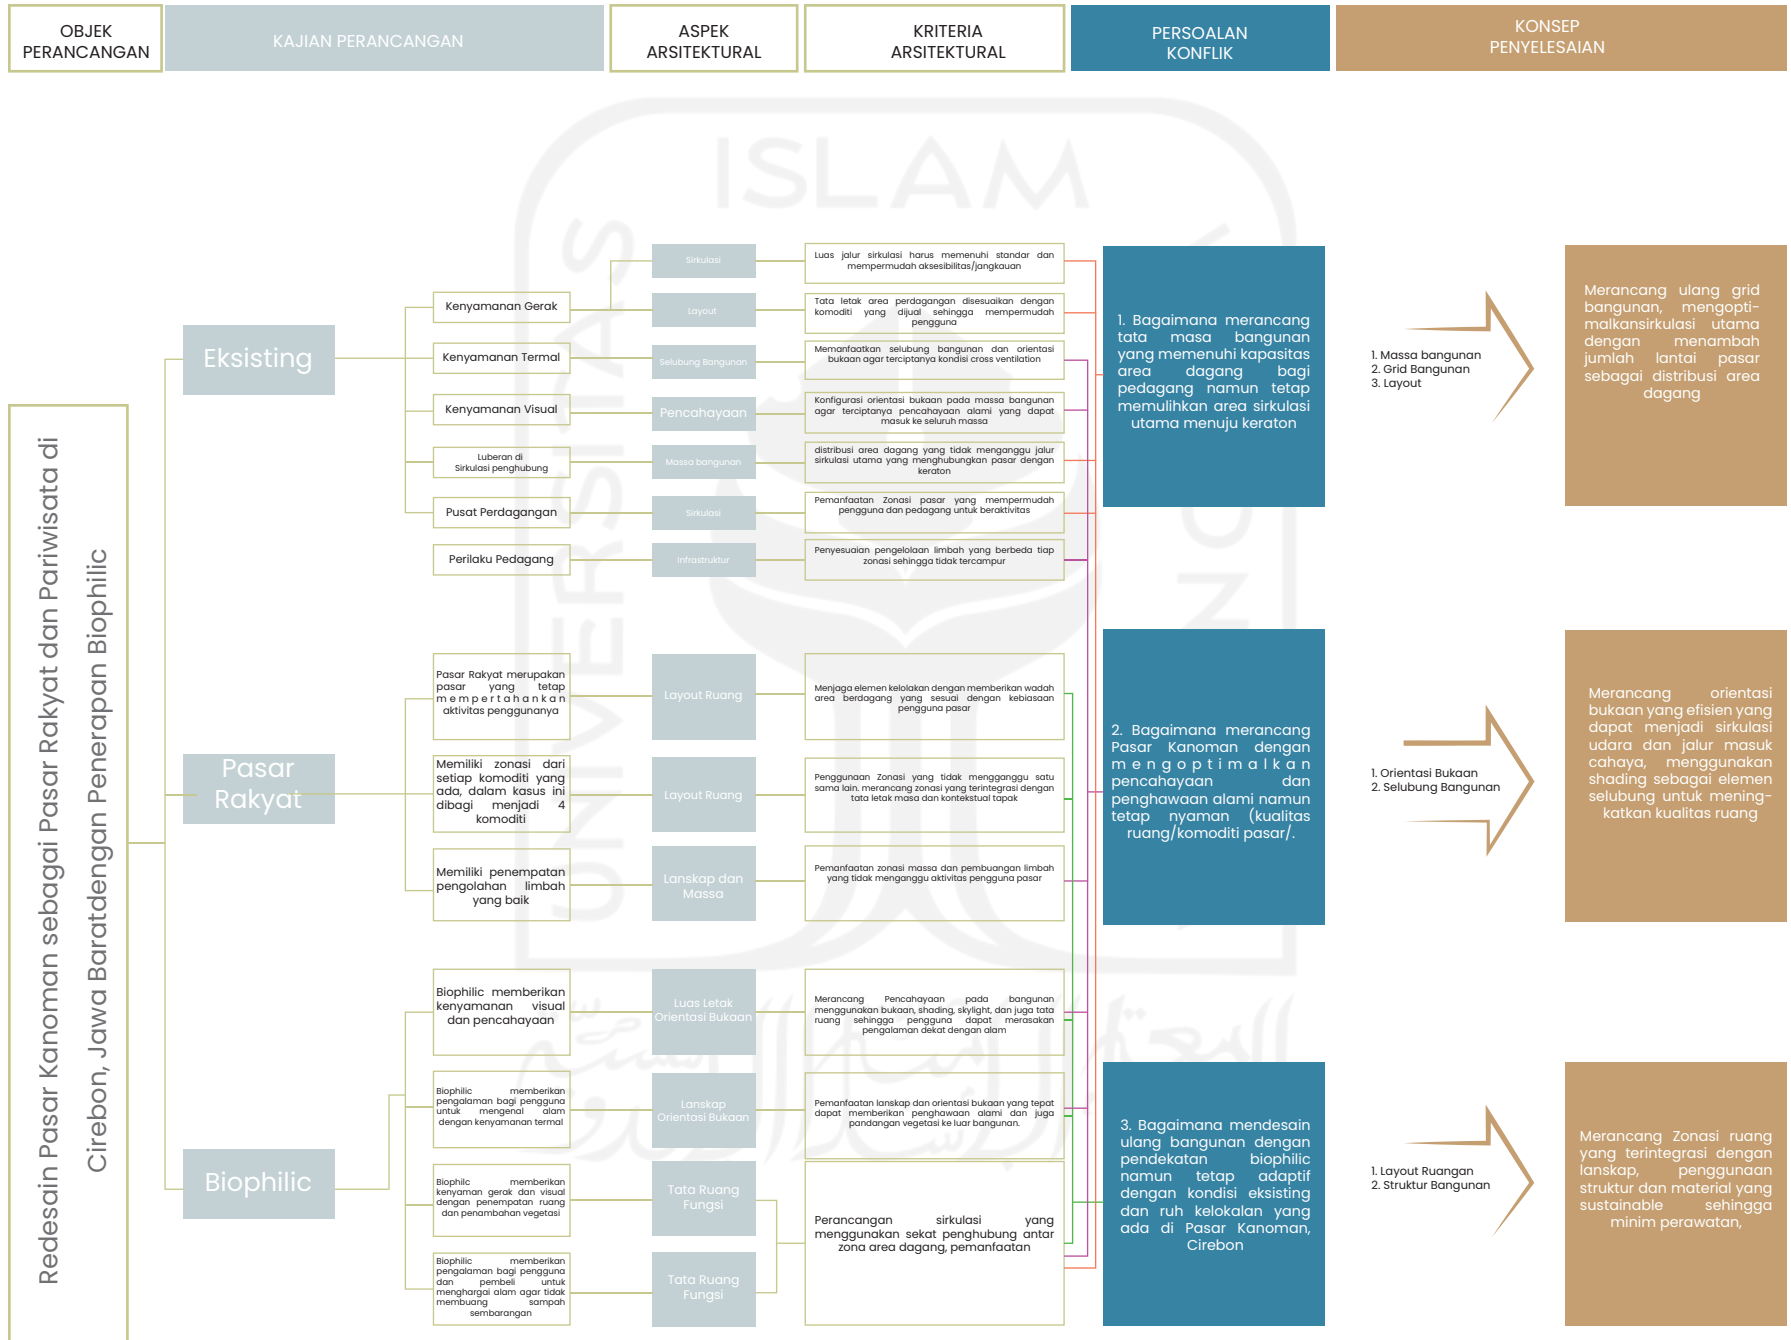 OBJEK
PERANCANGAN
KAJIAN PERANCANGAN
ASPEK
ARSITEKTURAL
KRITERIA
ARSITEKTURAL
PERSOALAN
KONFLIK
KONSEP
PENYELESAIAN
Redesain Pasar Kanoman sebagai Pasar Rakyat dan Pariwisata di
Cirebon, Jawa Baratdengan Penerapan Biophilic
Eksisting
Kenyamanan Gerak
Kenyamanan Termal
Kenyamanan Visual
Luberan di
Sirkulasi penghubung
Pusat Perdagangan
Perilaku Pedagang
Sirkulasi
Layout
Selubung Bangunan
Pencahayaan
Massa bangunan
Sirkulasi
Infrastruktur
Luas jalur sirkulasi harus memenuhi standar dan
mempermudah aksesibilitas/jangkauan
Tata letak area perdagangan disesuaikan dengan
komoditi yang dijual sehingga mempermudah
pengguna
Memanfaatkan selubung bangunan dan orientasi
bukaan agar terciptanya kondisi cross ventilation
Konfigurasi orientasi bukaan pada massa bangunan
agar terciptanya pencahayaan alami yang dapat
masuk ke seluruh massa
distribusi area dagang yang tidak menganggu jalur
sirkulasi utama yang menghubungkan pasar dengan
keraton
Pemanfaatan Zonasi pasar yang mempermudah
pengguna dan pedagang untuk beraktivitas
Penyesuaian pengelolaan limbah yang berbeda tiap
zonasi sehingga tidak tercampur
1. Bagaimana merancang
tata masa bangunan
yang memenuhi kapasitas
area dagang bagi
pedagang namun tetap
memulihkan area sirkulasi
utama menuju keraton
1. Massa bangunan
2. Grid Bangunan
3. Layout
Merancang ulang grid
bangunan, mengopti-
malkansirkulasi utama
dengan menambah
jumlah lantai pasar
sebagai distribusi area
dagang
Pasar
Rakyat
Pasar Rakyat merupakan
pasar yang tetap
mempertahankan
aktivitas penggunanya
Memiliki zonasi dari
setiap komoditi yang
ada, dalam kasus ini
dibagi menjadi 4
komoditi
Memiliki penempatan
pengolahan limbah
yang baik
Layout Ruang
Layout Ruang
Lanskap dan
Massa
Menjaga elemen kelolakan dengan memberikan wadah
area berdagang yang sesuai dengan kebiasaan
pengguna pasar
Penggunaan Zonasi yang tidak mengganggu satu
sama lain. merancang zonasi yang terintegrasi dengan
tata letak masa dan kontekstual tapak
Pemanfaatan zonasi massa dan pembuangan limbah
yang tidak menganggu aktivitas pengguna pasar
2. Bagaimana merancang
Pasar Kanoman dengan
mengoptimalkan
pencahayaan dan
penghawaan alami namun
tetap nyaman (kualitas
ruang/komoditi pasar/.
1. Orientasi Bukaan
2. Selubung Bangunan
Merancang orientasi
bukaan yang efisien yang
dapat menjadi sirkulasi
udara dan jalur masuk
cahaya, menggunakan
shading sebagai elemen
selubung untuk mening-
katkan kualitas ruang
Biophilic
Biophilic memberikan
kenyamanan visual
dan pencahayaan
Biophilic memberikan
pengalaman bagi pengguna
untuk mengenal alam
dengan kenyamanan termal
Biophilc memberikan
kenyaman gerak dan visual
dengan penempatan ruang
dan penambahan vegetasi
Biophilic memberikan
pengalaman bagi pengguna
dan pembeli untuk
menghargai alam agar tidak
membuang sampah
sembarangan
Luas Letak
Orientasi Bukaan
Lanskap
Orientasi Bukaan
Tata Ruang
Fungsi
Tata Ruang
Fungsi
Merancang Pencahayaan pada bangunan
menggunakan bukaan, shading, skylight, dan juga tata
ruang sehingga pengguna dapat merasakan
pengalaman dekat dengan alam
Pemanfaatan lanskap dan orientasi bukaan yang tepat
dapat memberikan penghawaan alami dan juga
pandangan vegetasi ke luar bangunan.
Perancangan sirkulasi yang
menggunakan sekat penghubung antar
zona area dagang, pemanfaatan
3. Bagaimana mendesain
ulang bangunan dengan
pendekatan biophilic
namun tetap adaptif
dengan kondisi eksisting
dan ruh kelokalan yang
ada di Pasar Kanoman,
Cirebon
1. Layout Ruangan
2. Struktur Bangunan
Merancang Zonasi ruang
yang terintegrasi dengan
lanskap, penggunaan
struktur dan material yang
sustainable sehingga
minim perawatan,
UNIVERSITAS
ISLAM